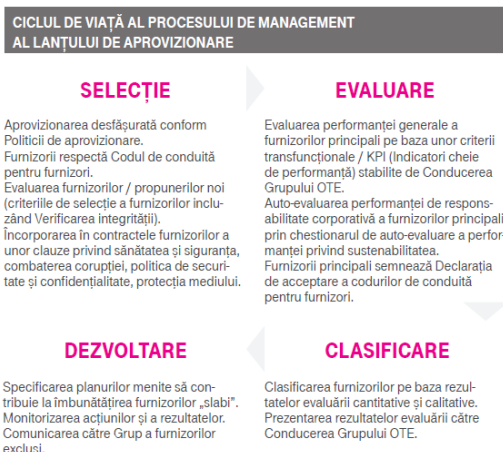 CICLUL DE VIAȚĂ AL PROCESULUI DE MANAGEMENT
AL LANȚULUI DE APROVIZIONARE
SELECȚIE
Aprovizionarea desfășurată conform
Politicii de aprovizionare.
Furnizorii respectă Codul de conduită
pentru furnizori.
Evaluarea furnizorilor / propunerilor noi
(criteriile de selecție a furnizorilor inclu-
zând Verificarea integrității).
Încorporarea în contractele furnizorilor a
unor clauze privind sănătatea și siguranța,
combaterea corupției, politica de securi-
tate și confidențialitate, protecția mediului.
EVALUARE
Evaluarea performanței generale a
furnizorilor principali pe baza unor criterii
transfuncționale / KPI (Indicatori cheie
de performanță) stabilite de Conducerea
Grupului OTE.
Auto-evaluarea performanței de respons-
abilitate corporativă a furnizorilor principali
prin chestionarul de auto-evaluare a perfor-
manței privind sustenabilitatea.
Furnizorii principali semnează Declarația
de acceptare a codurilor de conduită
pentru furnizori.
DEZVOLTARE
Specificarea planurilor menite să con-
tribuie la îmbunătățirea furnizorilor „slabi”.
Monitorizarea acțiunilor și a rezultatelor.
Comunicarea către Grup a furnizorilor
excluși.
CLASIFICARE
Clasificarea furnizorilor pe baza rezul-
tatelor evaluării cantitative și calitative.
Prezentarea rezultatelor evaluării către
Conducerea Grupului OTE.